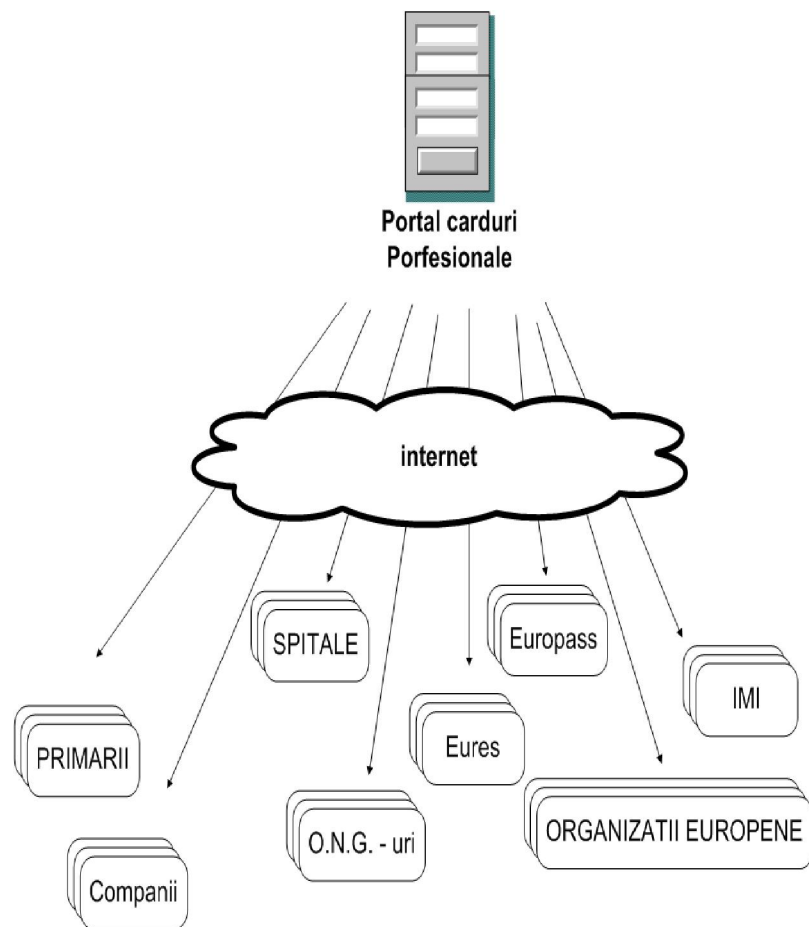 Portal carduri
Porfesionale
internet
SPITALE
Europass
IMI
PRIMARII
Eures
O.N.G. - uri
ORGANIZATII EUROPENE
Companii